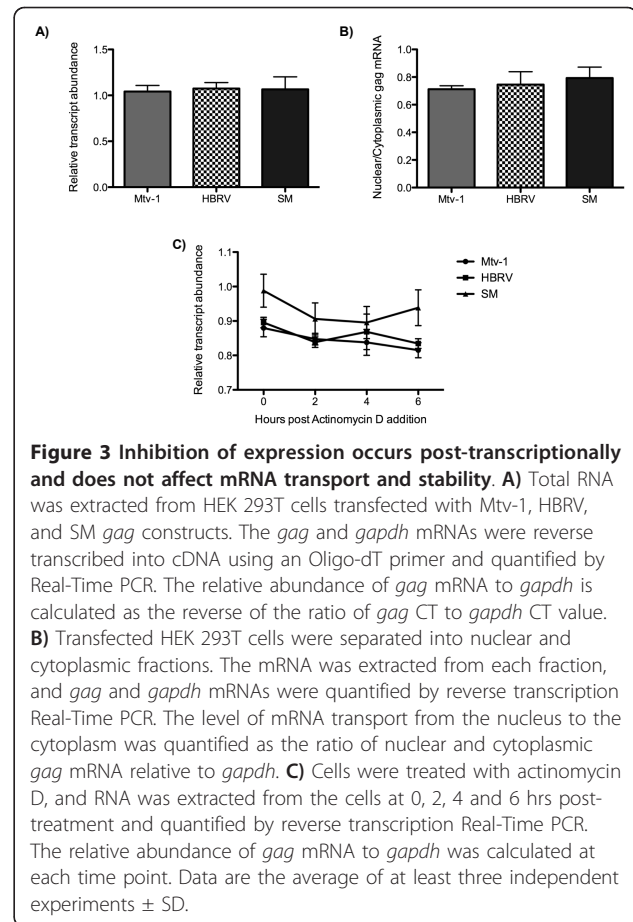 A)
Relative transcript abundance
1.5
1.0
0.5
0.0
Mtv-1 HBRV SM
B)
Nuclear/Cytoplasmic gag mRNA
1.0
0.8
0.6
0.4
0.2
0.0
Mtv-1 HBRV SM
C)
Relative transcript abundance
1.1
1.0
0.9
0.8
0.7
0 2 4 6
Hours post Actinomycin D addition
Mtv-1
HBRV
SM
Figure 3 Inhibition of expression occurs post-transcriptionally
and does not affect mRNA transport and stability. A) Total RNA
was extracted from HEK 293T cells transfected with Mtv-1, HBRV,
and SM gag constructs. The gag and gapdh mRNAs were reverse
transcribed into cDNA using an Oligo-dT primer and quantified by
Real-Time PCR. The relative abundance of gag mRNA to gapdh is
calculated as the reverse of the ratio of gag CT to gapdh CT value.
B) Transfected HEK 293T cells were separated into nuclear and
cytoplasmic fractions. The mRNA was extracted from each fraction,
and gag and gapdh mRNAs were quantified by reverse transcription
Real-Time PCR. The level of mRNA transport from the nucleus to the
cytoplasm was quantified as the ratio of nuclear and cytoplasmic
gag mRNA relative to gapdh. C) Cells were treated with actinomycin
D, and RNA was extracted from the cells at 0, 2, 4 and 6 hrs post-
treatment and quantified by reverse transcription Real-Time PCR.
The relative abundance of gag mRNA to gapdh was calculated at
each time point. Data are the average of at least three independent
experiments ± SD.